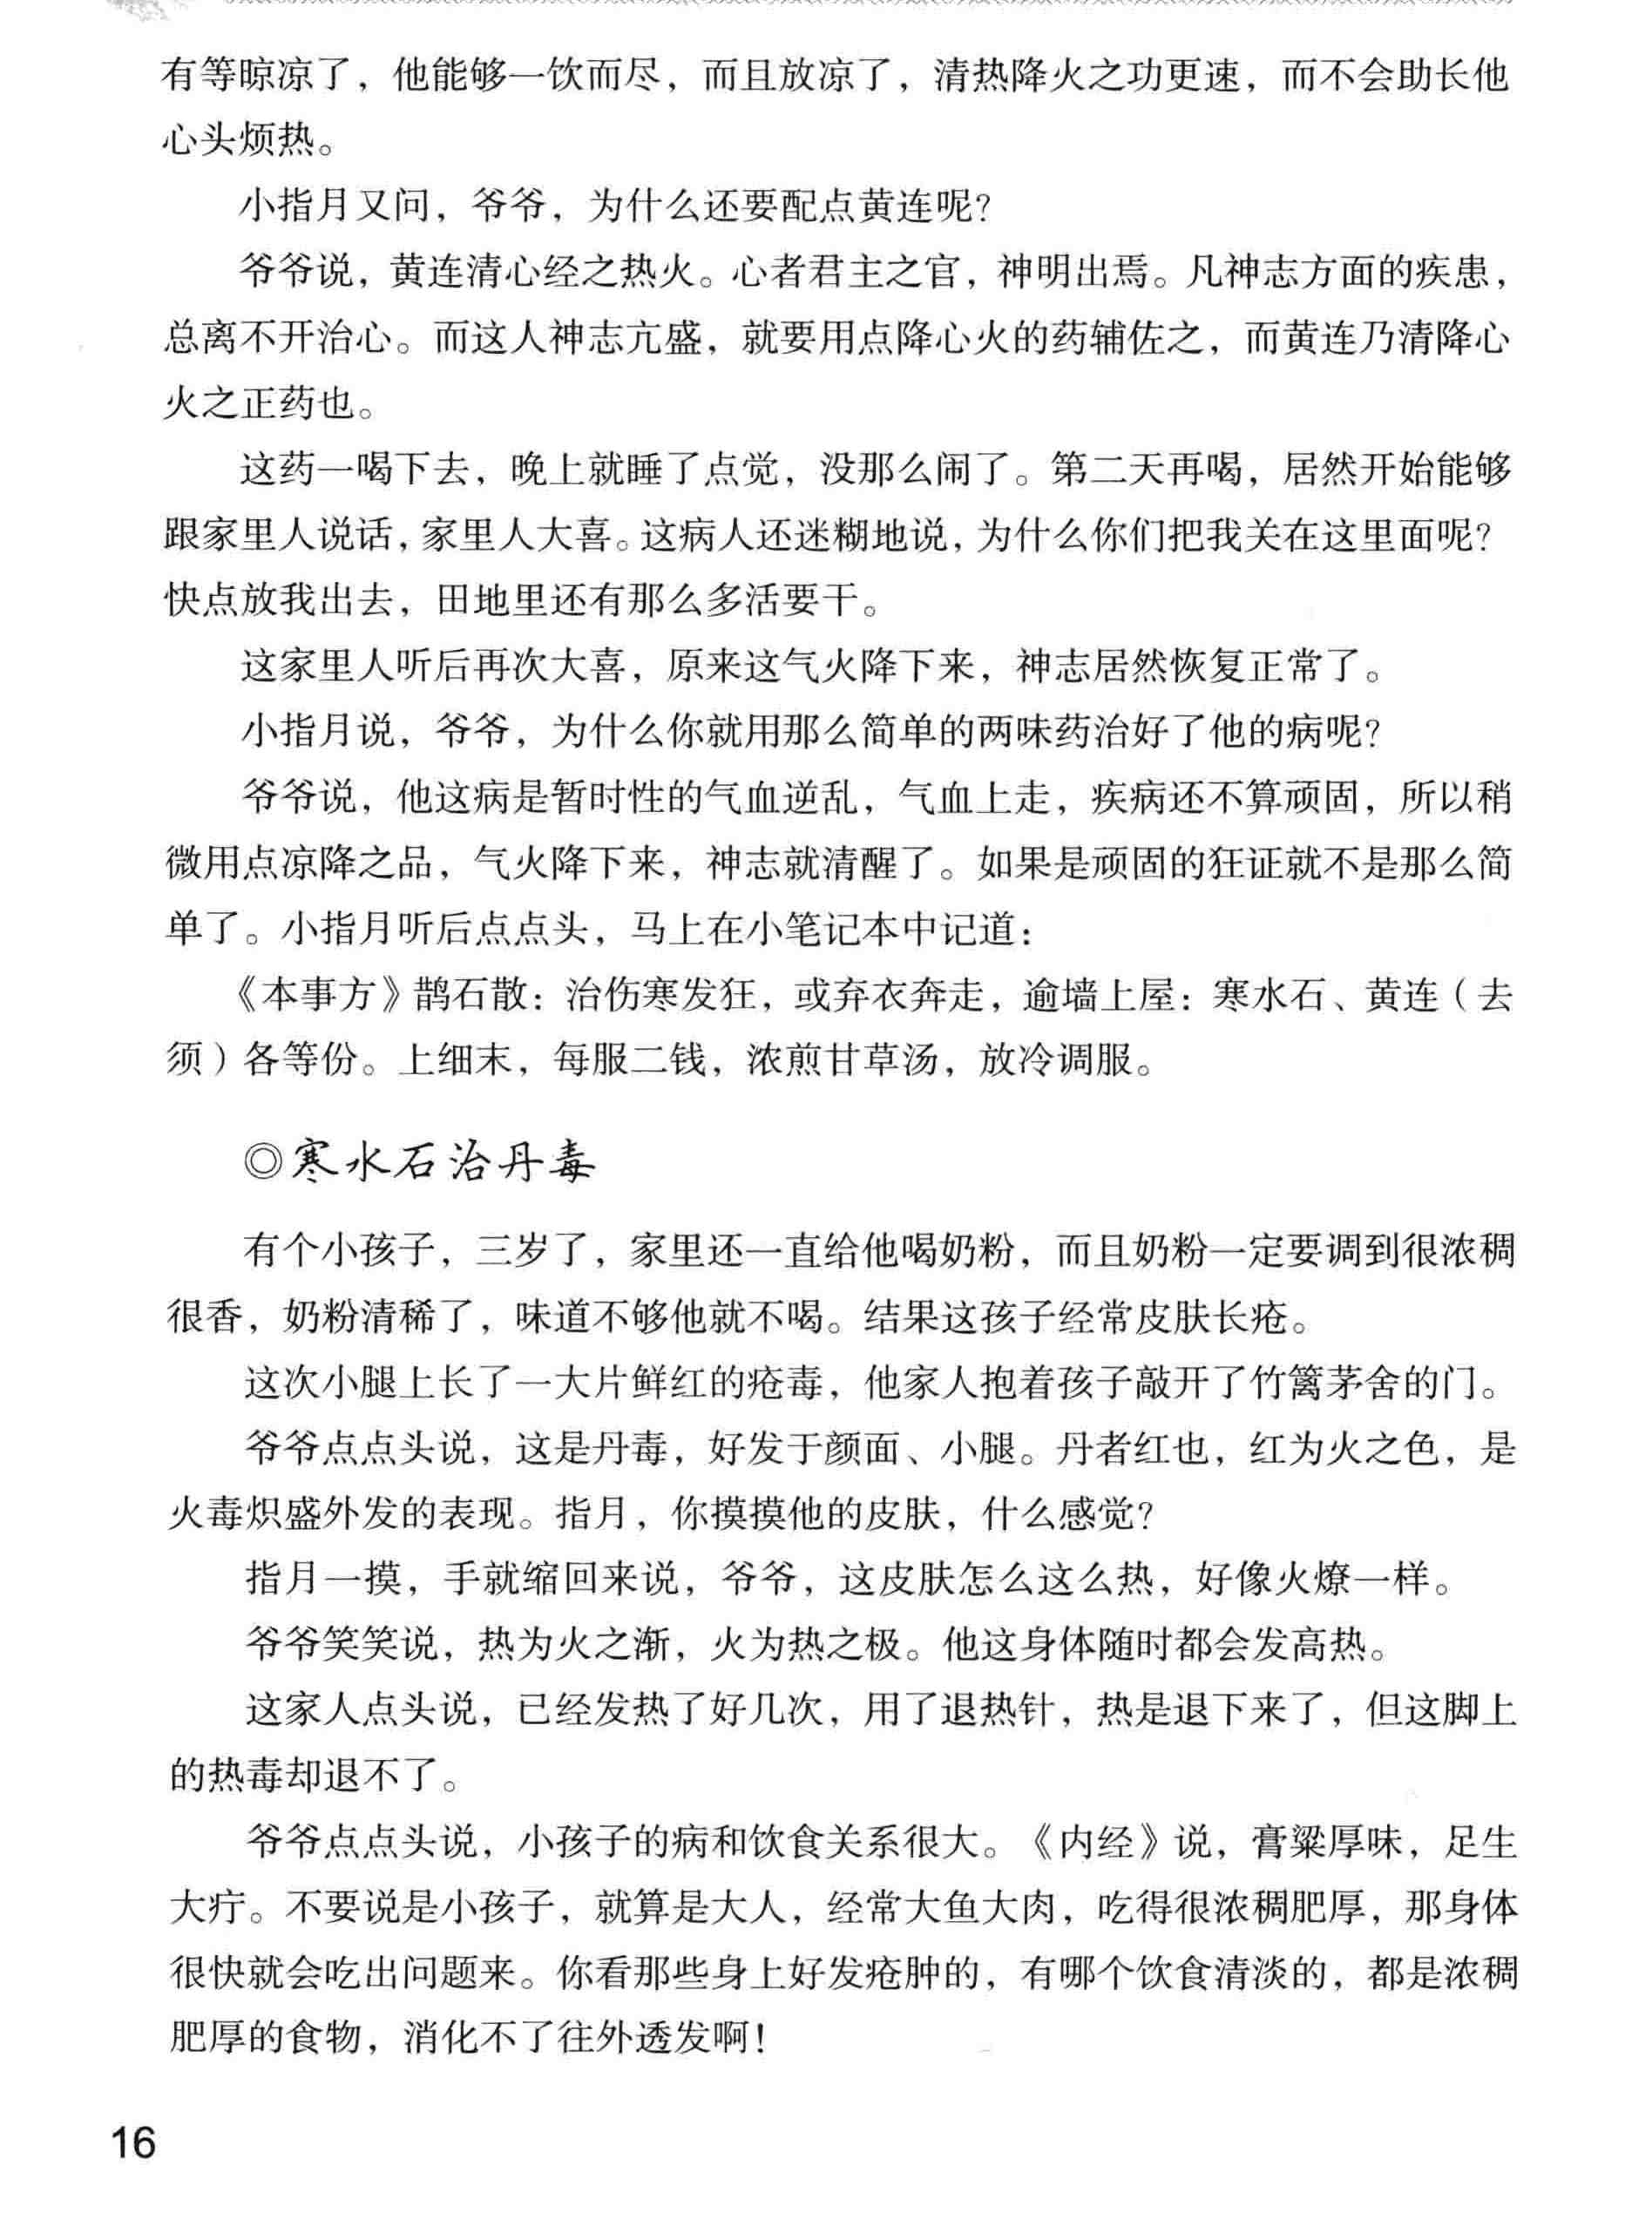 有等晾凉了，他能够一饮而尽，而且放凉了，清热降火之功更速，而不会助长他
心头烦热。
小指月又问，爷爷，为什么还要配点黄连呢？
爷爷说，黄连清心经之热火。心者君主之官，神明出焉。凡神志方面的疾患，
总离不开治心。而这人神志亢盛，就要用点降心火的药辅佐之，而黄连乃清降心
火之正药也。
这药一喝下去，晚上就睡了点觉，没那么闹了。第二天再喝，居然开始能够
跟家里人说话，家里人大喜。这病人还迷糊地说，为什么你们把我关在这里面呢？
快点放我出去，田地里还有那么多活要干。
这家里人听后再次大喜，原来这气火降下来，神志居然恢复正常了。
小指月说，爷爷，为什么你就用那么简单的两味药治好了他的病呢？
爷爷说，他这病是暂时性的气血逆乱，气血上走，疾病还不算顽固，所以稍
微用点凉降之品，气火降下来，神志就清醒了。如果是顽固的狂证就不是那么简
单了。小指月听后点点头，马上在小笔记本中记道：
《本事方》鹊石散：治伤寒发狂，或弃衣奔走，逾墙上屋：寒水石、黄连（去
须）各等份。上细末，每服二钱，浓煎甘草汤，放冷调服。
◎寒水石治丹毒
有个小孩子，三岁了，家里还一直给他喝奶粉，而且奶粉一定要调到很浓稠
很香，奶粉清稀了，味道不够他就不喝。结果这孩子经常皮肤长疮。
这次小腿上长了一大片鲜红的疮毒，他家人抱着孩子敲开了竹篱茅舍的门。
爷爷点点头说，这是丹毒，好发于颜面、小腿。丹者红也，红为火之色，是
火毒炽盛外发的表现。指月，你摸摸他的皮肤，什么感觉？
指月一摸，手就缩回来说，爷爷，这皮肤怎么这么热，好像火燎一样。
爷爷笑笑说，热为火之渐，火为热之极。他这身体随时都会发高热。
这家人点头说，已经发热了好几次，用了退热针，热是退下来了，但这脚上
的热毒却退不了。
爷爷点点头说，小孩子的病和饮食关系很大。《内经》说，膏粱厚味，足生
大疔。不要说是小孩子，就算是大人，经常大鱼大肉，吃得很浓稠肥厚，那身体
很快就会吃出问题来。你看那些身上好发疮肿的，有哪个饮食清淡的，都是浓稠
肥厚的食物，消化不了往外透发啊！
16